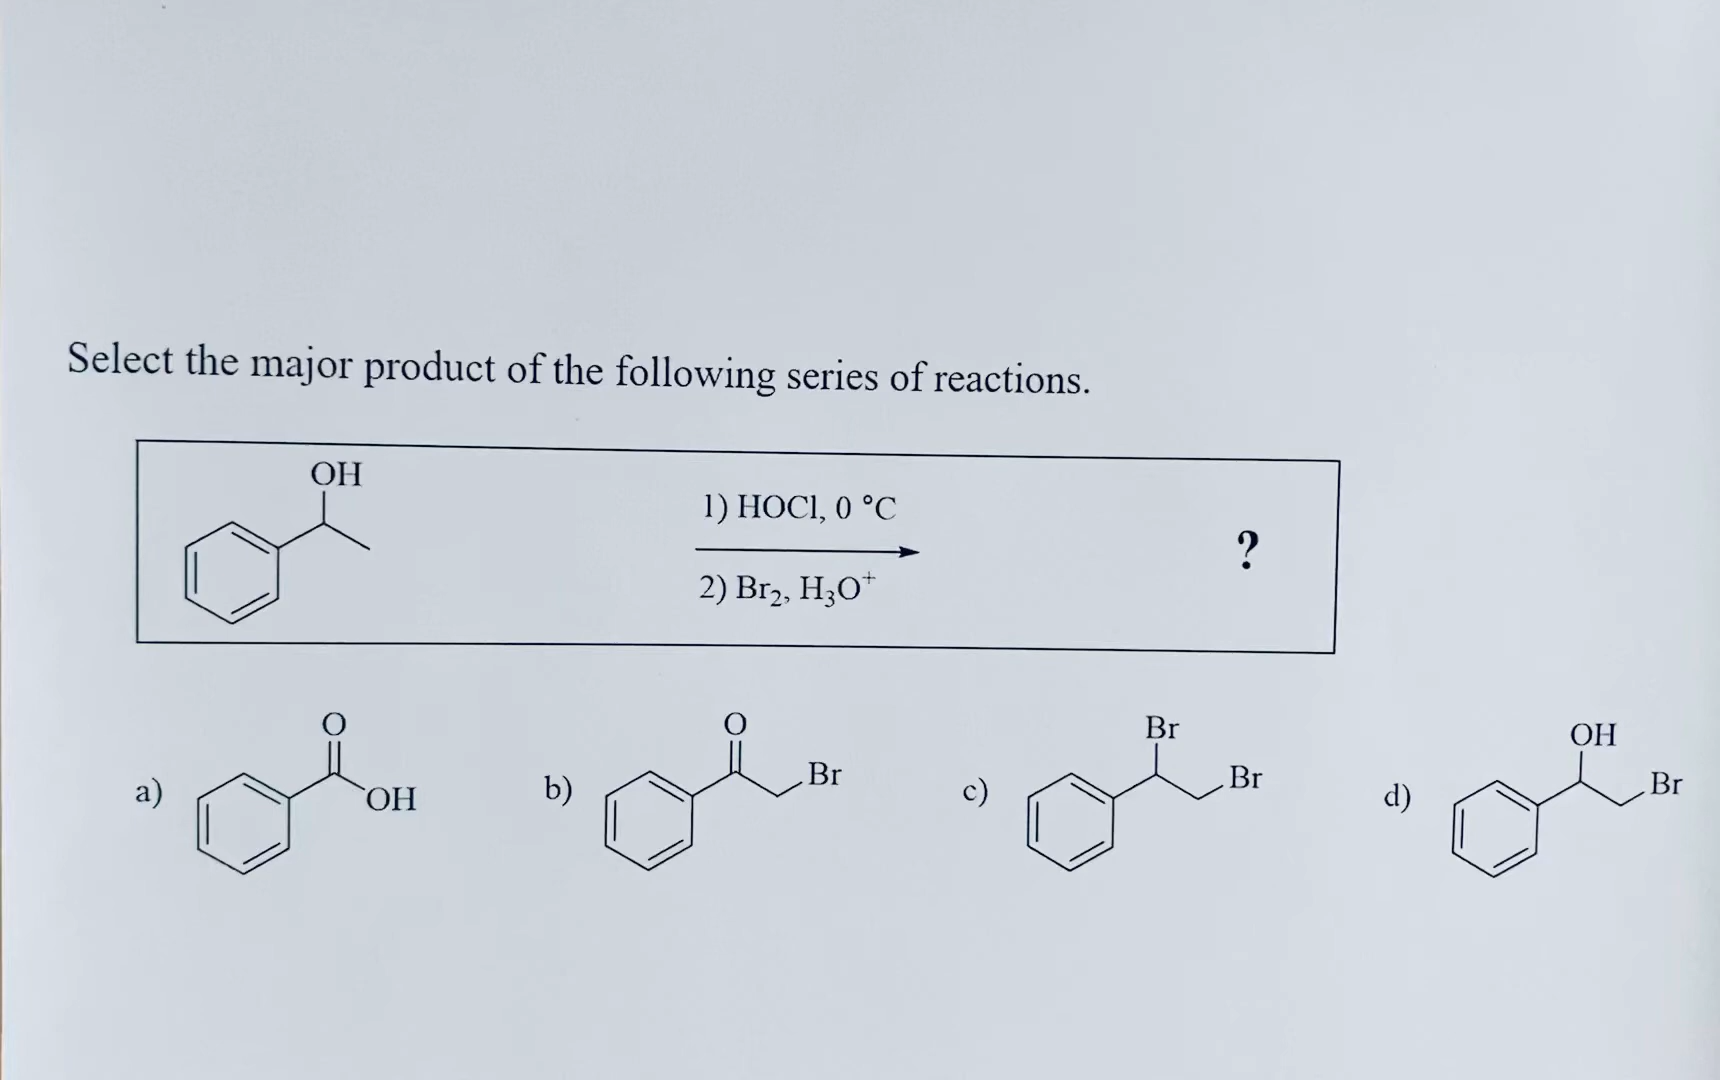 Select the major product of the following series of reactions.
OH
1) HOCl, 0 °C
2) Br₂, H₃O⁺
?
a)
O
OH
b)
O
Br
c)
Br
Br
d)
OH
Br